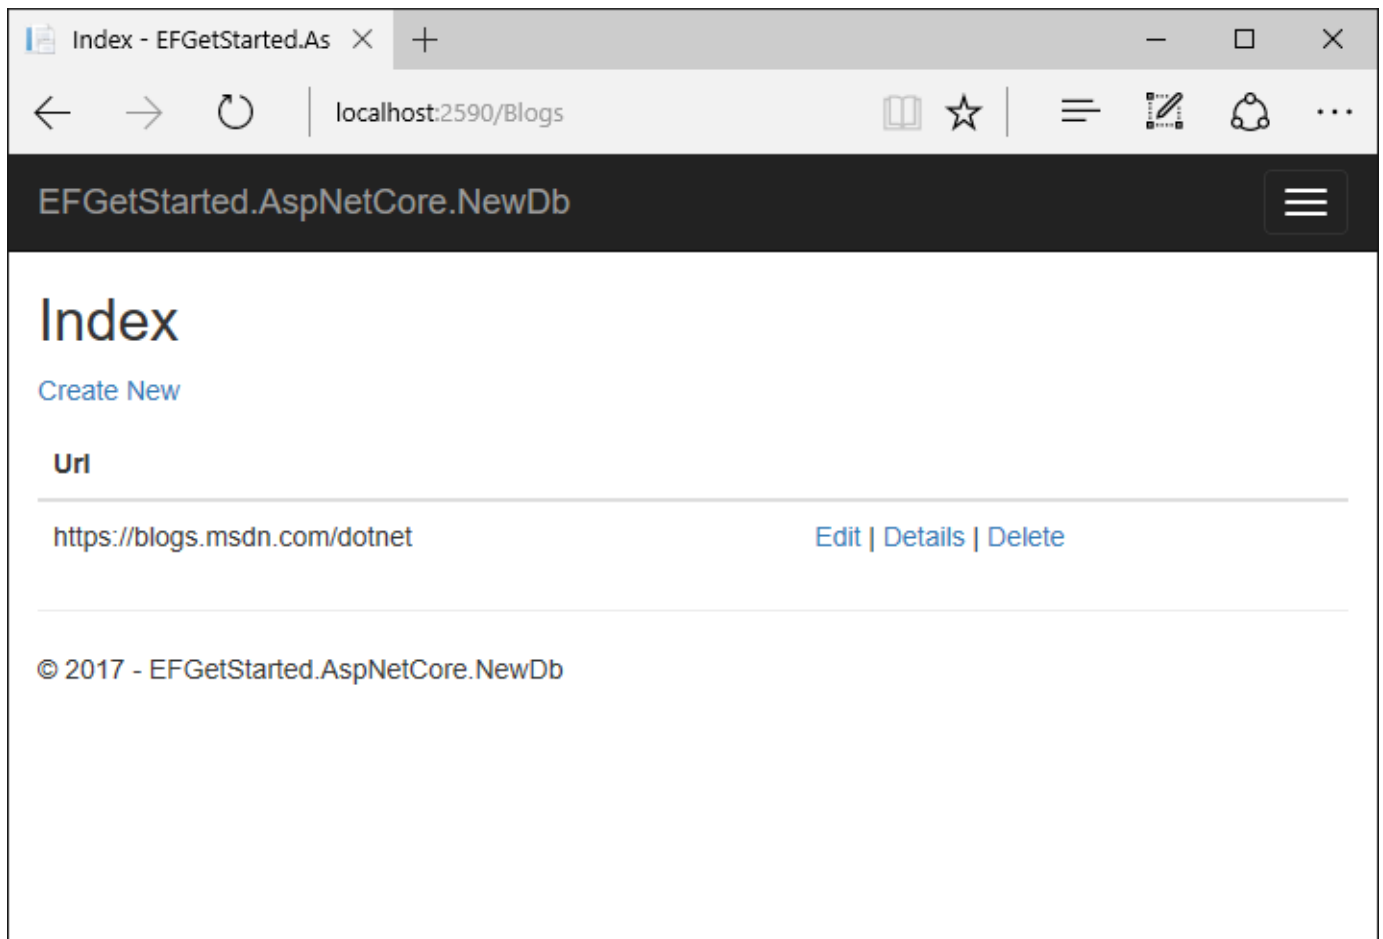 Index - EFGetStarted.As
localhost:2590/Blogs
EFGetStarted.AspNetCore.NewDb
Index
Create New
Url
https://blogs.msdn.com/dotnet Edit | Details | Delete
© 2017 - EFGetStarted.AspNetCore.NewDb